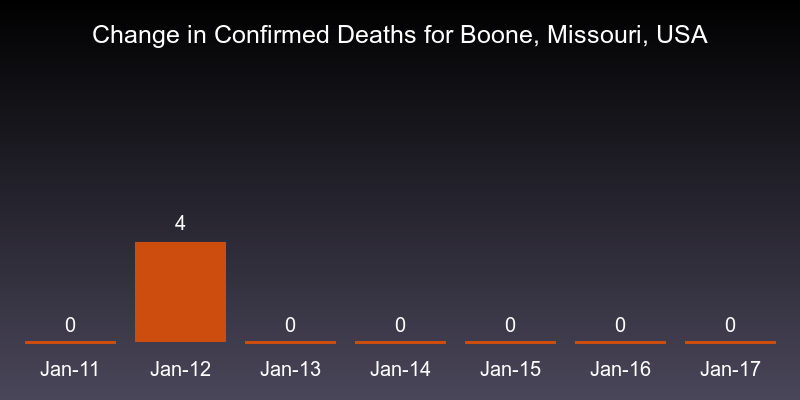 Change in Confirmed Deaths for Boone, Missouri, USA
4
0 0 0 0 0 0
Jan-11 Jan-12 Jan-13 Jan-14 Jan-15 Jan-16 Jan-17